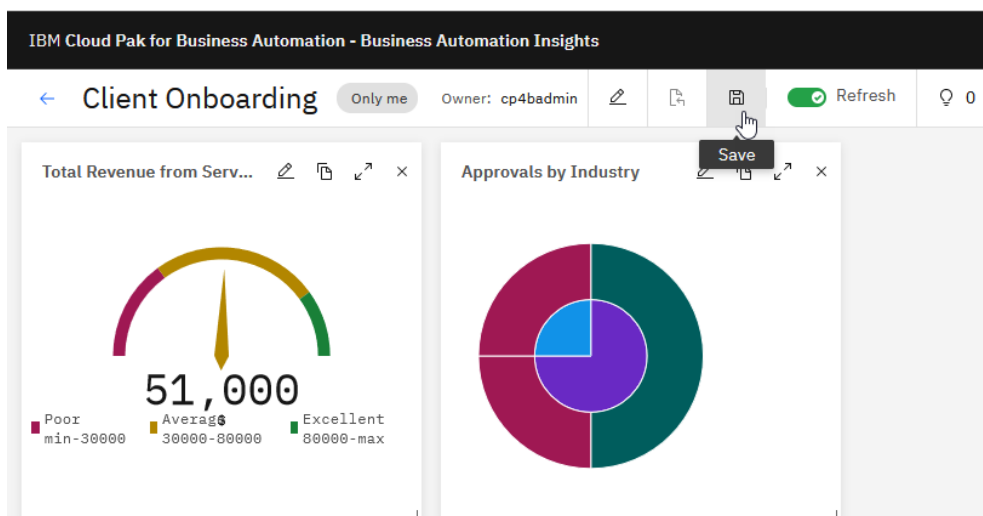 IBM Cloud Pak for Business Automation - Business Automation Insights
Client Onboarding Only me Owner: cp4badmin Refresh 0
Save
Total Revenue from Serv... Approvals by Industry
51,000
$
Poor Average Excellent
min-30000 30000-80000 80000-max